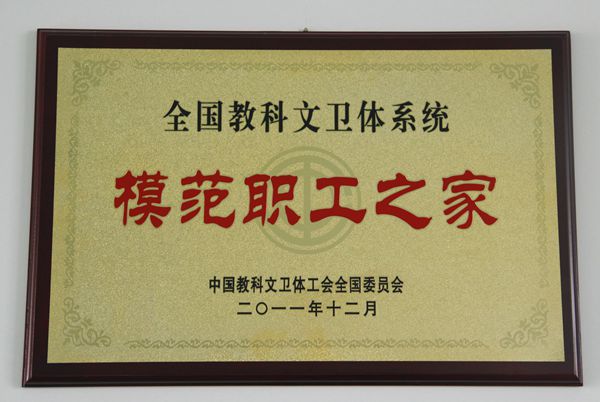 全国教科文卫体系统
模范职工之家
中国教科文卫体工会全国委员会
二〇一一年十二月